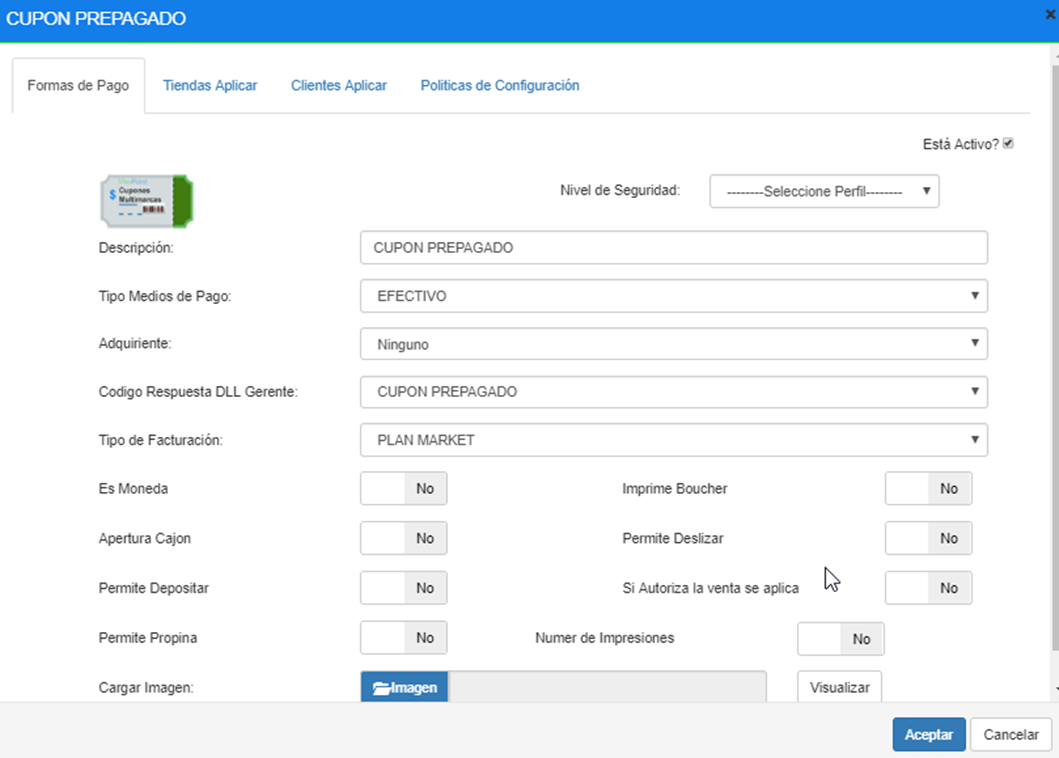 CUPON PREPAGADO
×
Formas de Pago Tiendas Aplicar Clientes Aplicar Politicas de Configuración
Está Activo?
Cupones
Multimarcas
Nivel de Seguridad: --------Seleccione Perfil--------
Descripción: CUPON PREPAGADO
Tipo Medios de Pago: EFECTIVO
Adquiriente: Ninguno
Codigo Respuesta DLL Gerente: CUPON PREPAGADO
Tipo de Facturación: PLAN MARKET
Es Moneda No Imprime Boucher No
Apertura Cajon No Permite Deslizar No
Permite Depositar No Si Autoriza la venta se aplica No
Permite Propina No Numer de Impresiones No
Cargar Imagen: Imagen Visualizar
Aceptar Cancelar